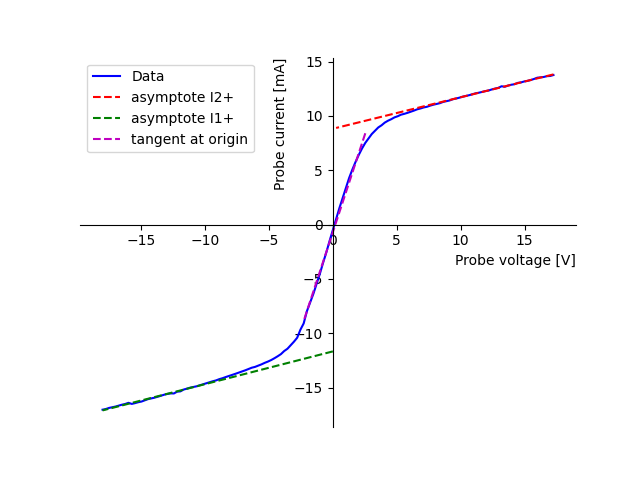 Data
asymptote I2+
asymptote I1+
tangent at origin
Probe current [mA]
15
10
5
0
−5
−10
−15
−15
−10
−5
0
5
10
15
Probe voltage [V]